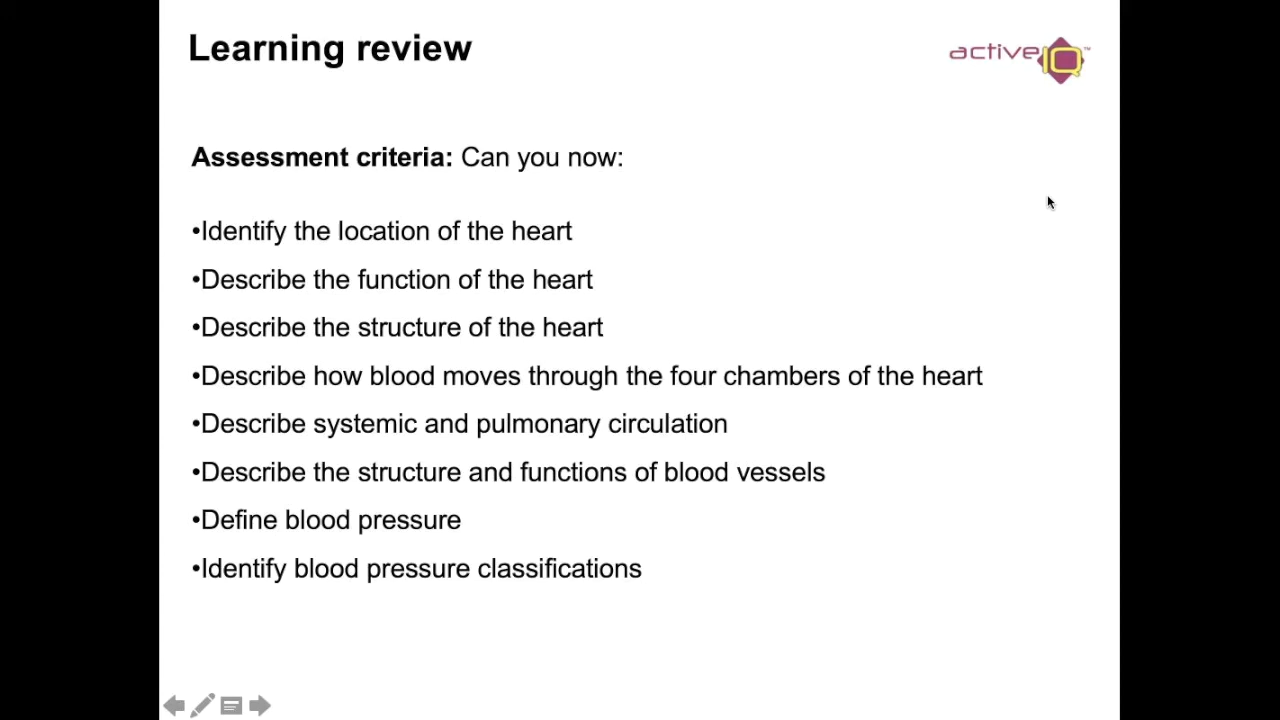 Learning review
active IQ™
Assessment criteria: Can you now:
•Identify the location of the heart
•Describe the function of the heart
•Describe the structure of the heart
•Describe how blood moves through the four chambers of the heart
•Describe systemic and pulmonary circulation
•Describe the structure and functions of blood vessels
•Define blood pressure
•Identify blood pressure classifications